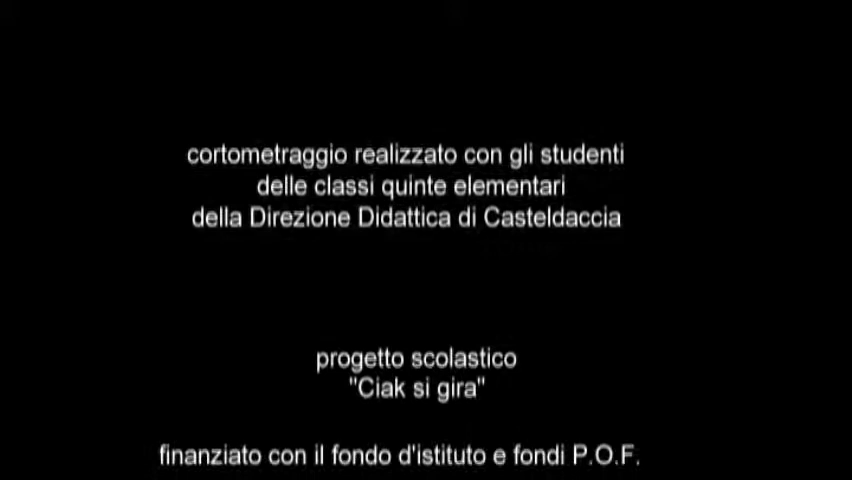 cortometraggio realizzato con gli studenti
delle classi quinte elementari
della Direzione Didattica di Casteldaccia
progetto scolastico
"Ciak si gira"
finanziato con il fondo d'istituto e fondi P.O.F.